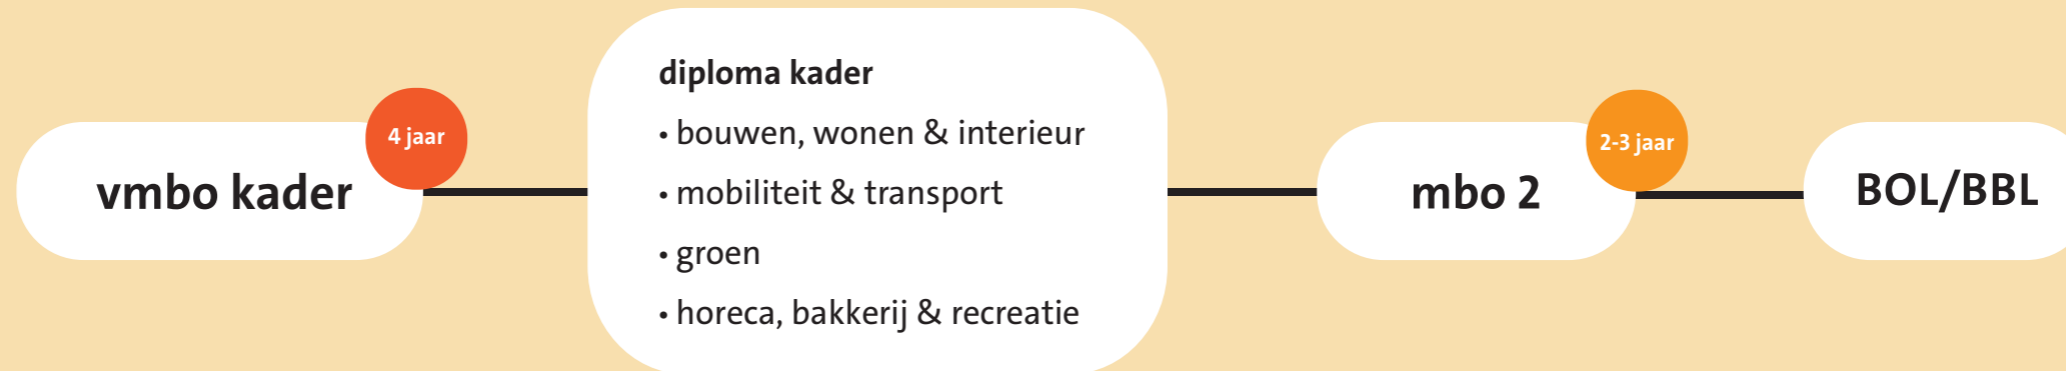 vmbo kader
4 jaar
diploma kader
• bouwen, wonen & interieur
• mobiliteit & transport
• groen
• horeca, bakkerij & recreatie
mbo 2
2-3 jaar
BOL/BBL